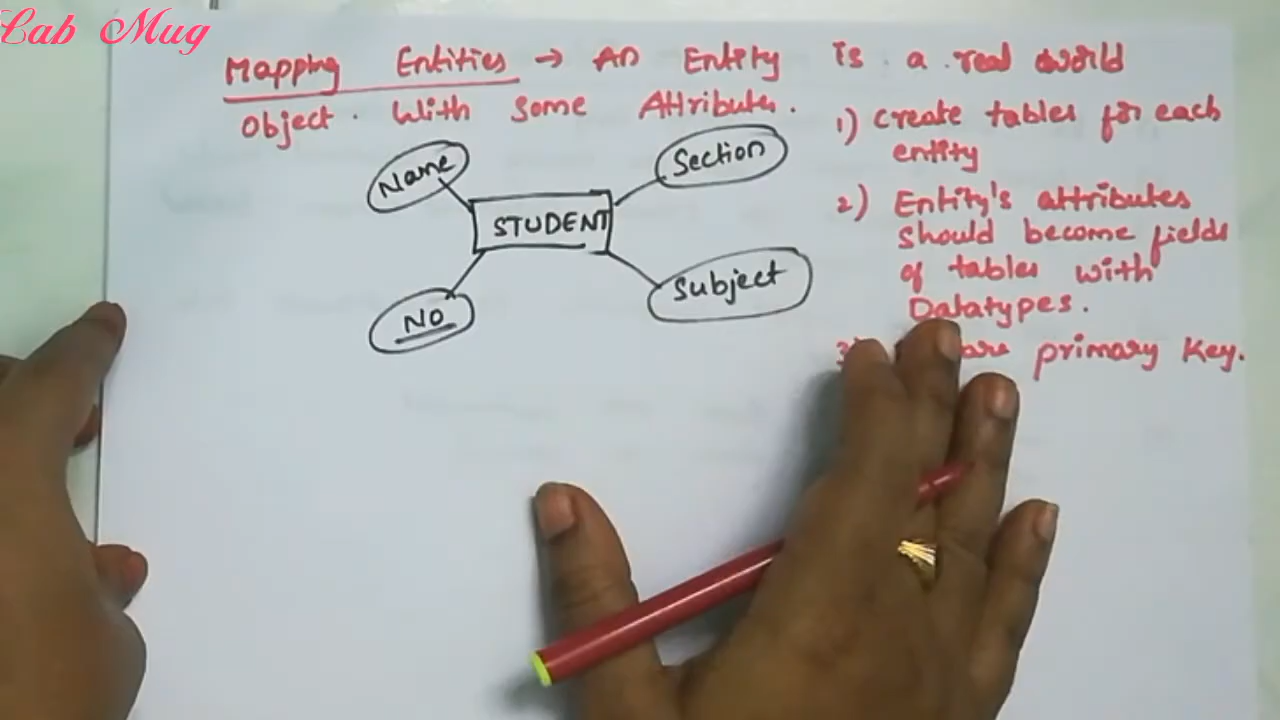 Lab Mug
Mapping Entities → An Entity is a real world
object. With some Attributes.
1) Create tables for each
entity
2) Entity's attributes
should become fields
of tables with
Datatypes.
primary key.
Name
Section
STUDENT
NO
Subject